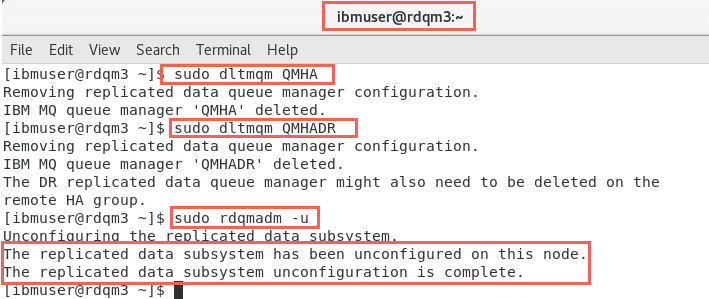 ibmuser@rdqm3:~
File Edit View Search Terminal Help
[ibmuser@rdqm3 ~]$ sudo dltmqm QMHA
Removing replicated data queue manager configuration.
IBM MQ queue manager 'QMHA' deleted.
[ibmuser@rdqm3 ~]$ sudo dltmqm QMHADR
Removing replicated data queue manager configuration.
IBM MQ queue manager 'QMHADR' deleted.
The DR replicated data queue manager might also need to be deleted on the
remote HA group.
[ibmuser@rdqm3 ~]$ sudo rdqmadm -u
Unconfiguring the replicated data subsystem.
The replicated data subsystem has been unconfigured on this node.
The replicated data subsystem unconfiguration is complete.
[ibmuser@rdqm3 ~]$